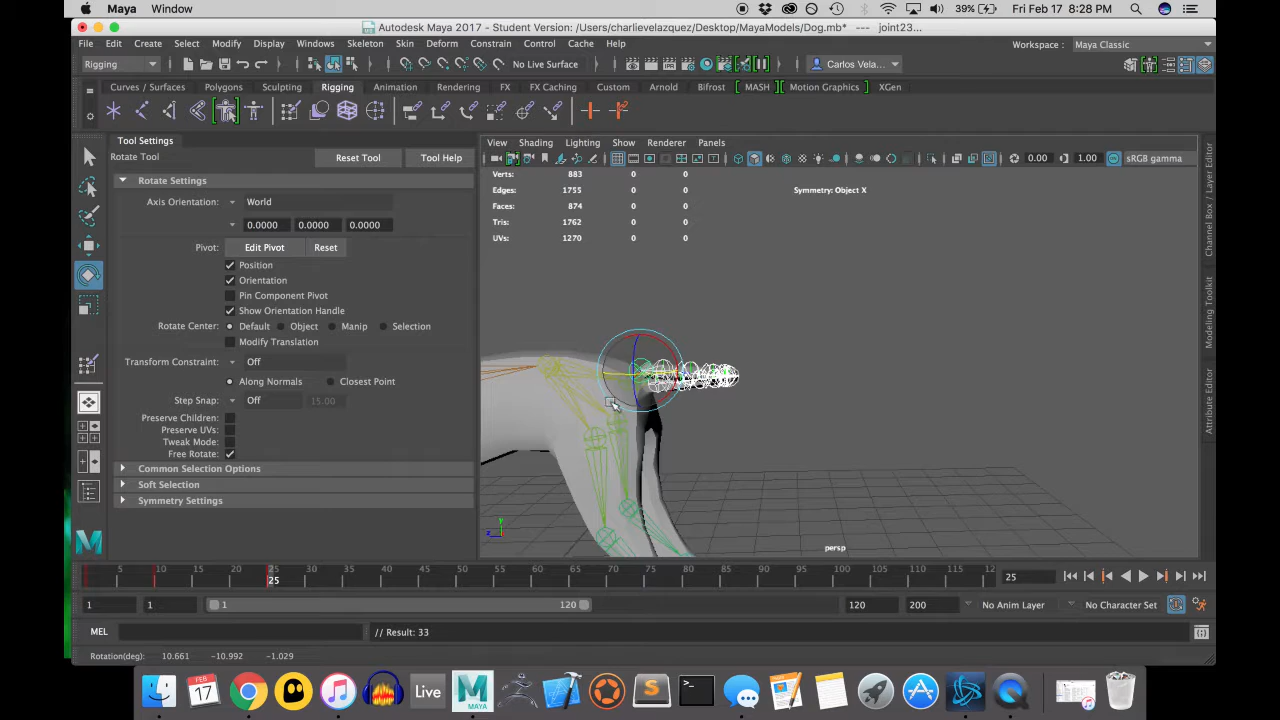 Maya Window 39% Fri Feb 17 8:28 PM
Autodesk Maya 2017 - Student Version: /Users/charlievelazquez/Desktop/MayaModels/Dog.mb* --- joint23...
File Edit Create Select Modify Display Windows Skeleton Skin Deform Constrain Control Cache Help Workspace : Maya Classic
Rigging No Live Surface Carlos Vela...
Curves / Surfaces Polygons Sculpting Rigging Animation Rendering FX FX Caching Custom Arnold Bifrost MASH Motion Graphics XGen
Tool Settings
Rotate Tool Reset Tool Tool Help
View Shading Lighting Show Renderer Panels
0.00 1.00 sRGB gamma
Rotate Settings
Axis Orientation: World
0.0000 0.0000 0.0000
Pivot: Edit Pivot Reset
Position
Orientation
Pin Component Pivot
Show Orientation Handle
Rotate Center: Default Object Manip Selection
Modify Translation
Transform Constraint: Off
Along Normals Closest Point
Step Snap: Off 15.00
Preserve Children:
Preserve UVs:
Tweak Mode:
Free Rotate:
Common Selection Options
Soft Selection
Symmetry Settings
Verts: 883 0 0
Edges: 1755 0 0
Faces: 874 0 0
Tris: 1762 0 0
UVs: 1270 0 0
Symmetry: Object X
y
z
persp
Channel Box / Layer Editor
Modeling Toolkit
Attribute Editor
5 10 15 20 25 30 35 40 45 50 55 60 65 70 75 80 85 90 95 100 105 110 115 12
25
25
1 1 1 120 120 200 No Anim Layer No Character Set
MEL // Result: 33
Rotation(deg): 10.661 -10.992 -1.029
FEB
17
Live
MAYA